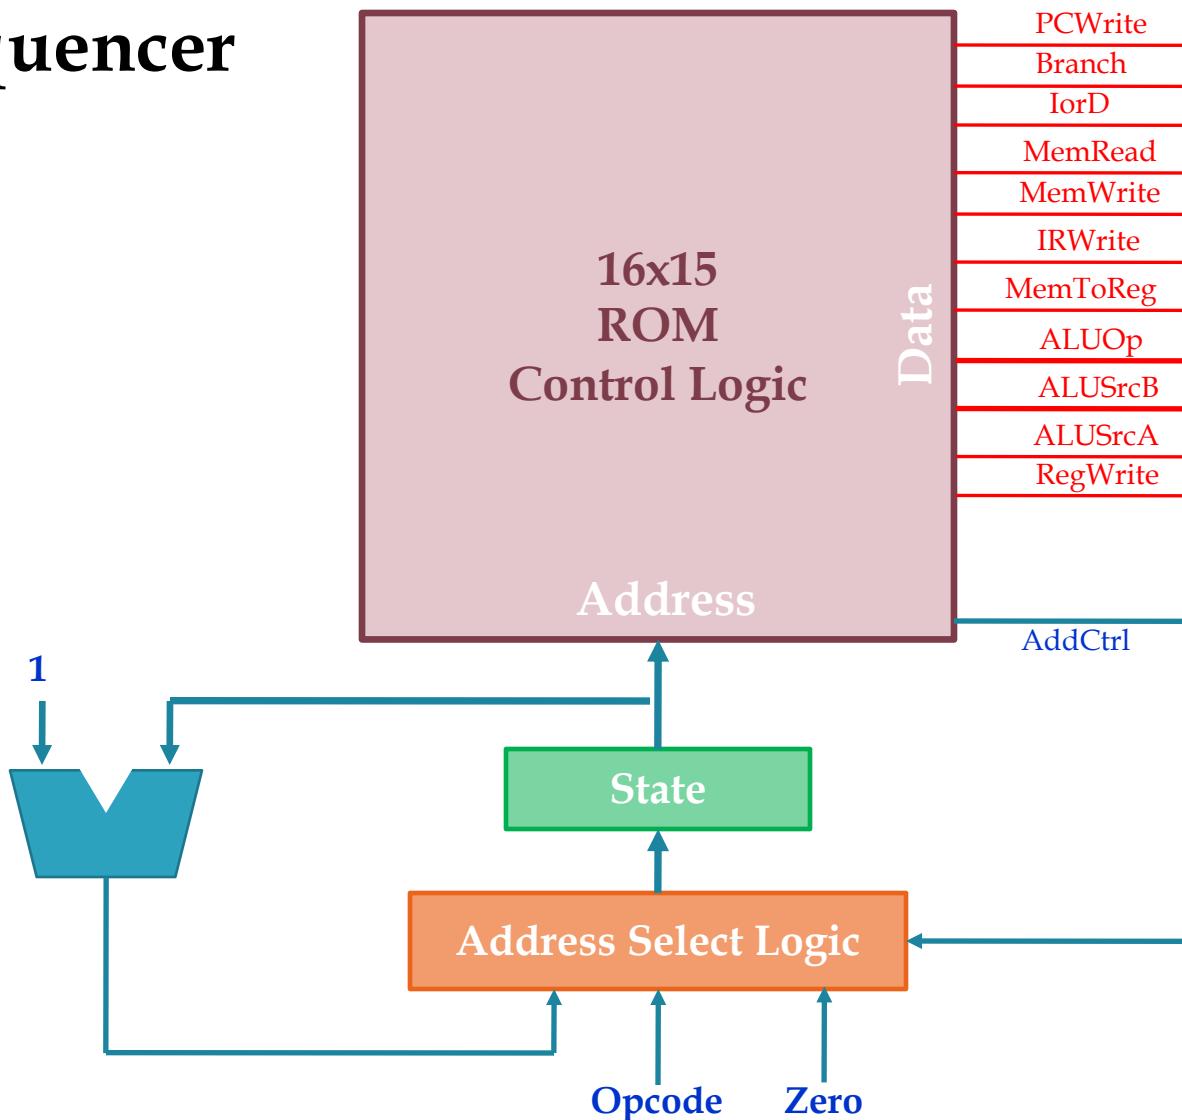 quencer
PCWrite
Branch
IorD
MemRead
MemWrite
IRWrite
MemToReg
ALUOp
ALUSrcB
ALUSrcA
RegWrite
16x15
ROM
Control Logic
Data
Address
AddCtrl
1
State
Address Select Logic
Opcode
Zero